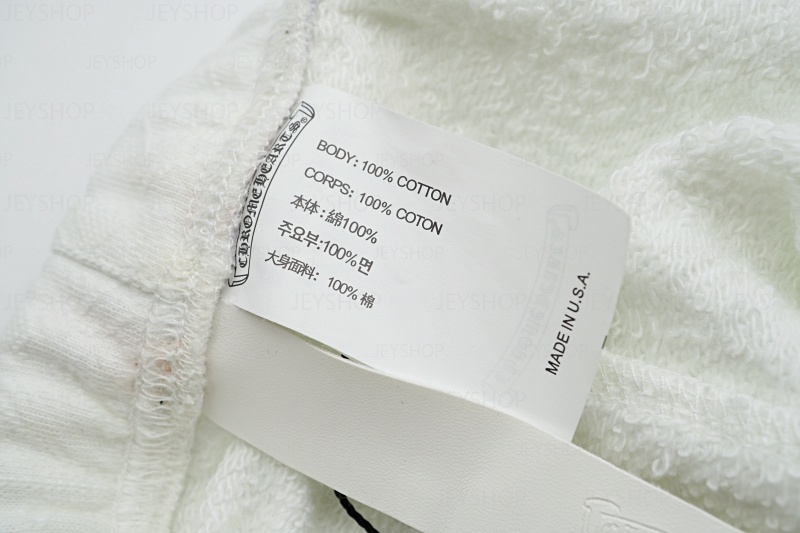 CHROME HEARTS®
BODY: 100% COTTON
CORPS: 100% COTON
本体:綿100%
주요부:100%면
大身面料: 100% 棉
MADE IN U.S.A.
JEYSHOP